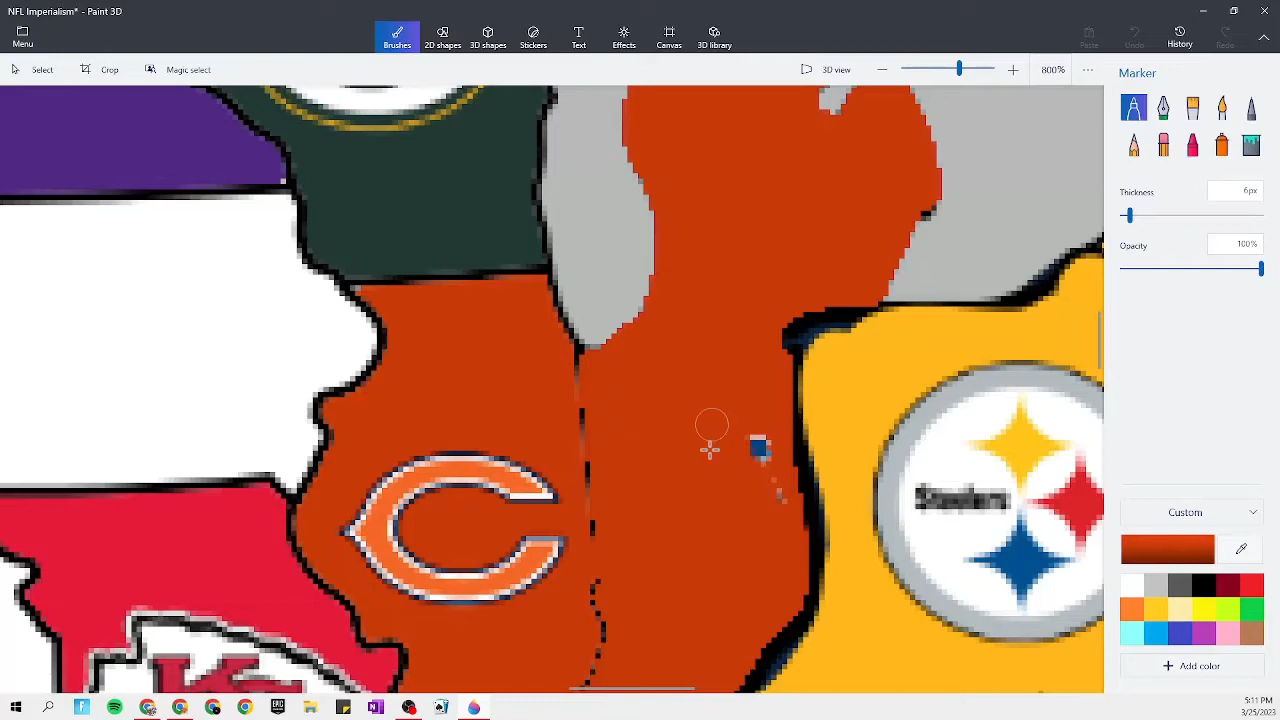 NFL Imperialism* - Paint 3D
Menu
Brushes
2D shapes
3D shapes
Stickers
Text
Effects
Canvas
3D library
Paste
Undo
History
Redo
Select
Crop
Magic select
3D view
800%
Marker
Thickness
6px
Opacity
100%
Steelers
KC
Custom
Add color
EPIC
5:11 PM
3/25/2023